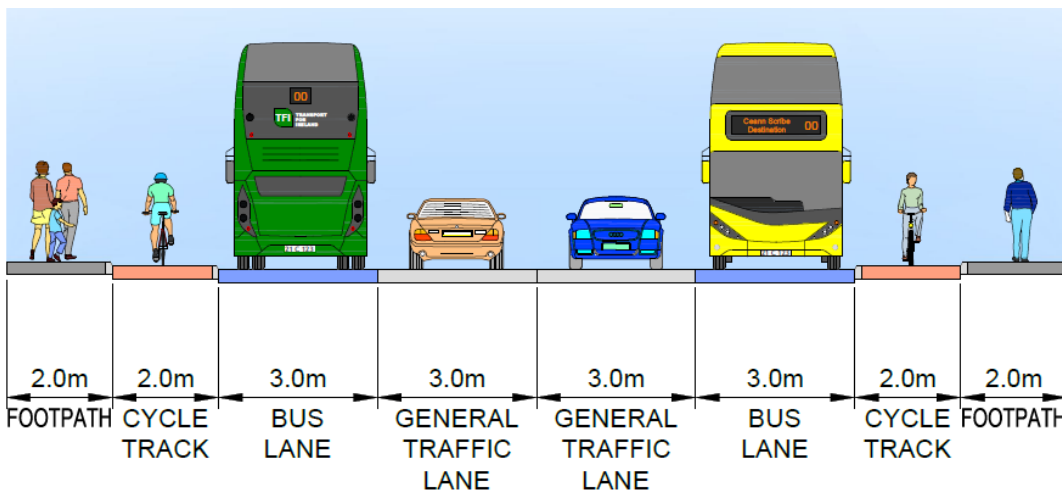 00
TFI
TRANSPORT
FOR
IRELAND
Ceann Scríbe
Destination
00
2.0m
2.0m
3.0m
3.0m
3.0m
3.0m
2.0m
2.0m
FOOTPATH
CYCLE
TRACK
BUS
LANE
GENERAL
TRAFFIC
LANE
GENERAL
TRAFFIC
LANE
BUS
LANE
CYCLE
TRACK
FOOTPATH